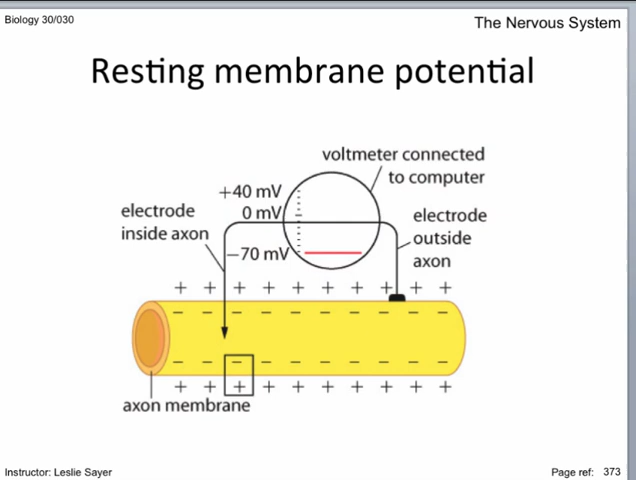 Biology 30/030
The Nervous System
Resting membrane potential
voltmeter connected
to computer
+40 mV
0 mV
−70 mV
electrode
inside axon
electrode
outside
axon
+ + + + + + + + + +
− − − − − − − − − −
− − − − − − − − − −
+ + + + + + + + + +
axon membrane
Instructor: Leslie Sayer
Page ref: 373